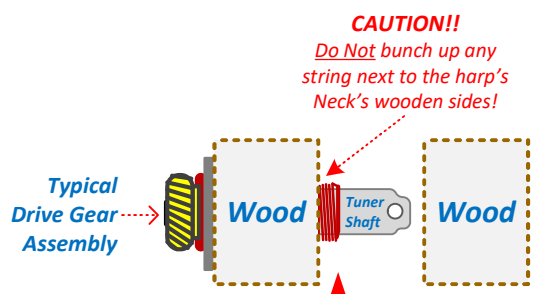 CAUTION!!
Do Not bunch up any
string next to the harp's
Neck's wooden sides!
Typical
Drive Gear
Assembly
Wood
Tuner
Shaft
Wood